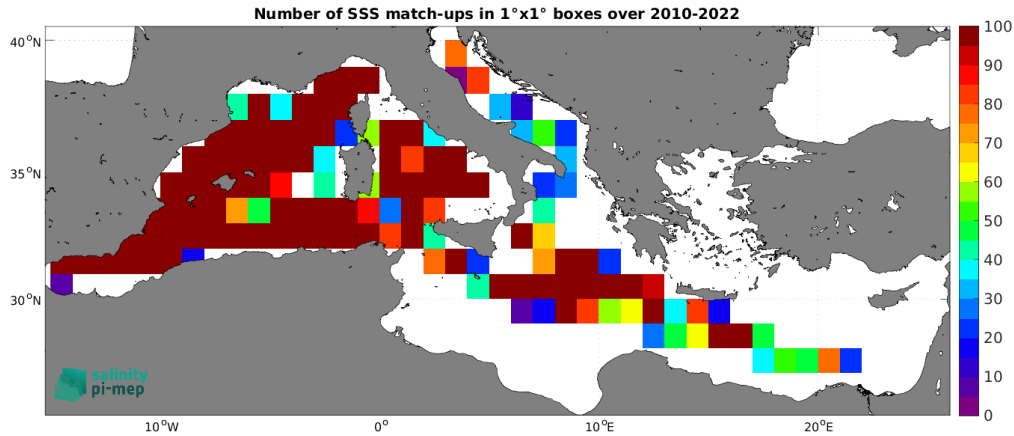 Number of SSS match-ups in 1°x1° boxes over 2010-2022
40°N
35°N
30°N
10°W
0°
10°E
20°E
100
90
80
70
60
50
40
30
20
10
0
salinity
pi-mep